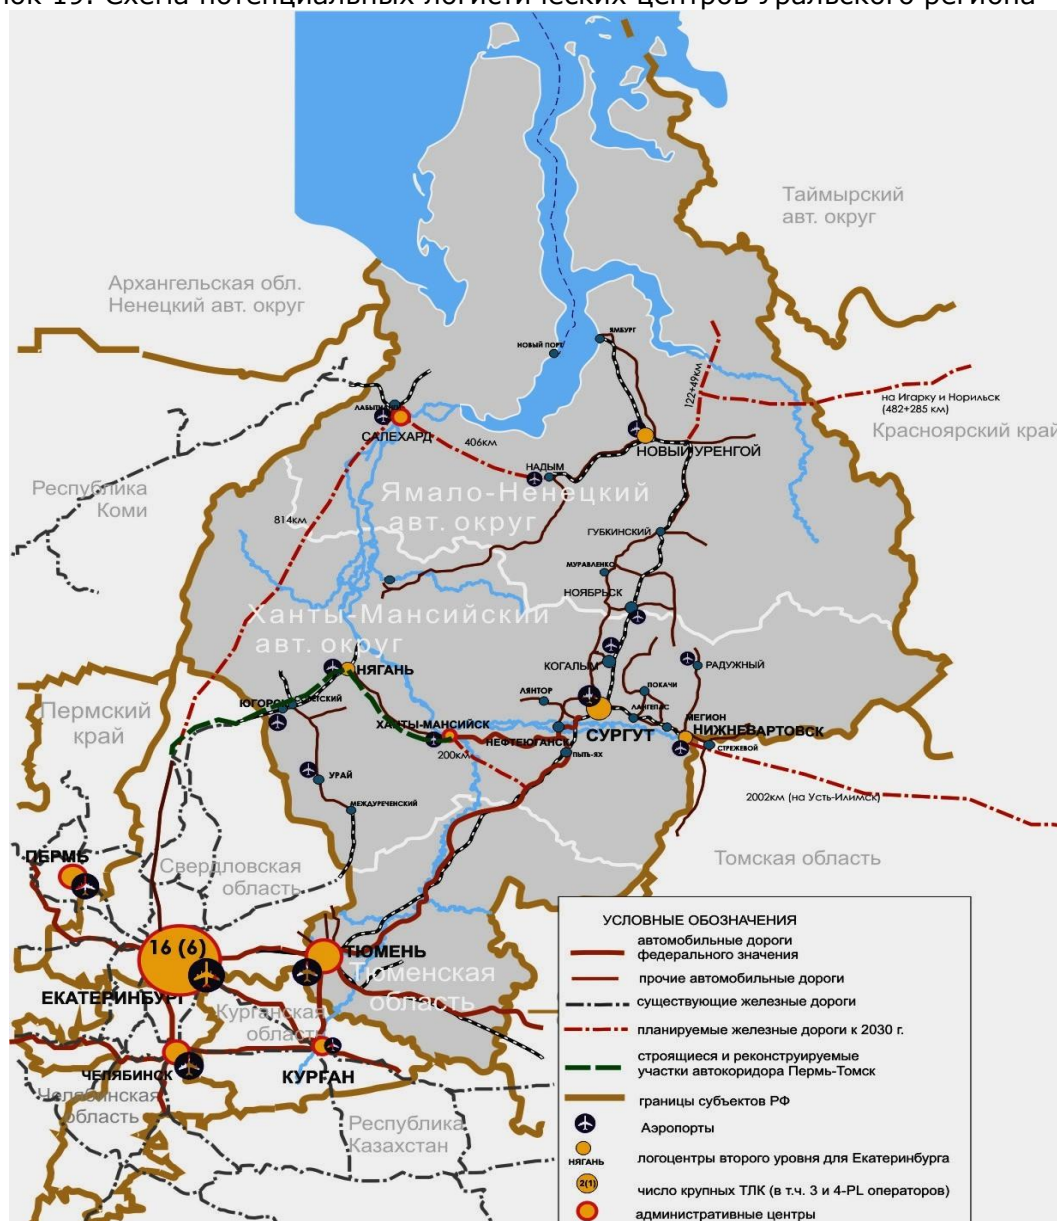 19. Схема потенциальных логистических центров Уральского региона
Таймырский
авт. округ
Архангельская обл.
Ненецкий авт. округ
ЯМБУРГ
НОВЫЙ ПОРТ
122+49км
на Игарку и Норильск
(482+285 км)
Красноярский край
САЛЕХАРД
406км
НОВЫЙ УРЕНГОЙ
НАДЫМ
Республика
Коми
Ямало-Ненецкий
авт. округ
814км
ГУБКИНСКИЙ
МУРАВЛЕНКО
НОЯБРЬСК
Ханты-Мансийский
авт. округ
КОГАЛЫМ
РАДУЖНЫЙ
НЯГАНЬ
ПОКАЧИ
ЛЯНТОР
ЮГОРСК
ЛАНГЕПАС
Пермский
край
МЕГИОН
ХАНТЫ-МАНСИЙСК
НЕФТЕЮГАНСК
СУРГУТ
НИЖНЕВАРТОВСК
СТРЕЖЕВОЙ
200км
ПЫТЬ-ЯХ
УРАЙ
2002км (на Усть-Илимск)
МЕЖДУРЕЧЕНСКИЙ
ПЕРМЬ
Свердловская
область
Томская область
16 (6)
ТЮМЕНЬ
Тюменская
область
ЕКАТЕРИНБУРГ
Курганская
область
ЧЕЛЯБИНСК
КУРГАН
Челябинская
область
Республика
Казахстан
УСЛОВНЫЕ ОБОЗНАЧЕНИЯ
автомобильные дороги
федерального значения
прочие автомобильные дороги
существующие железные дороги
планируемые железные дороги к 2030 г.
строящиеся и реконструируемые
участки автокоридора Пермь-Томск
границы субъектов РФ
Аэропорты
НЯГАНЬ
логоцентры второго уровня для Екатеринбурга
2(1)
число крупных ТЛК (в т.ч. 3 и 4-PL операторов)
административные центры